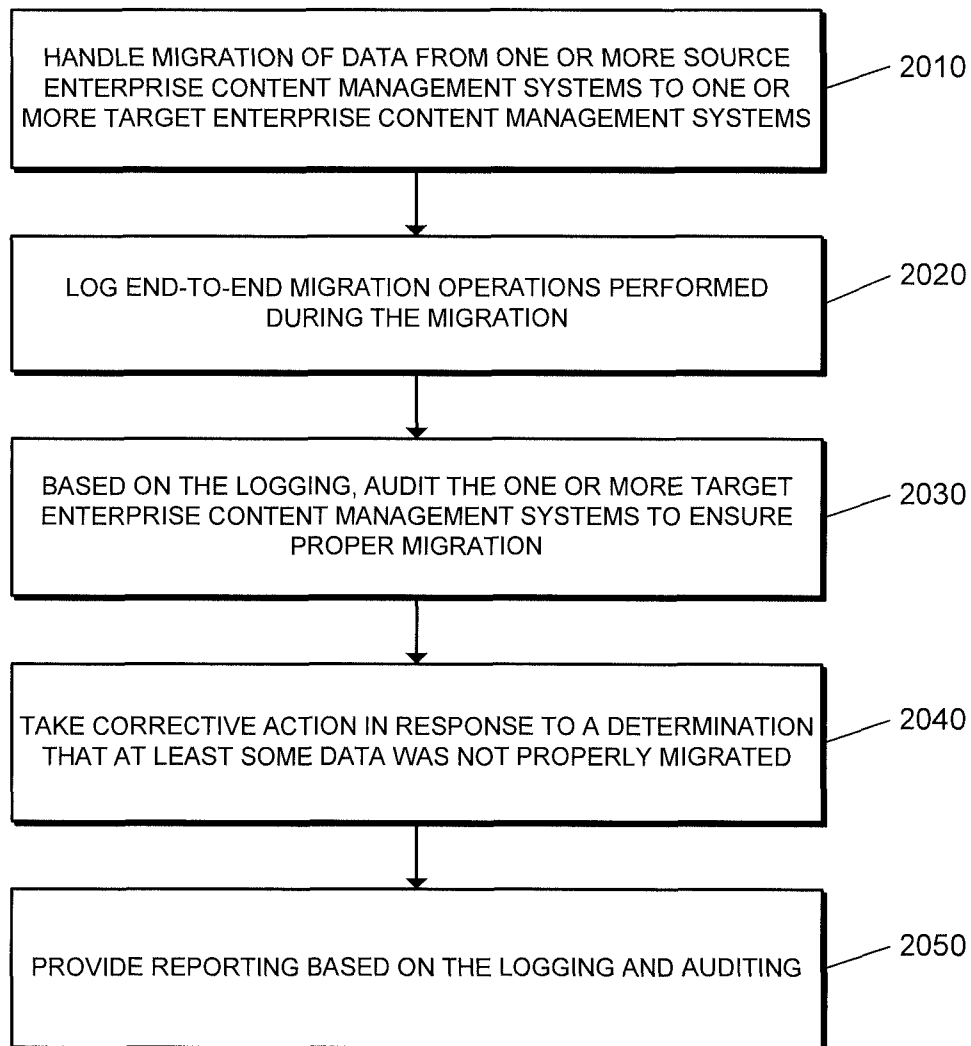 HANDLE MIGRATION OF DATA FROM ONE OR MORE SOURCE
ENTERPRISE CONTENT MANAGEMENT SYSTEMS TO ONE OR
MORE TARGET ENTERPRISE CONTENT MANAGEMENT SYSTEMS
2010
LOG END-TO-END MIGRATION OPERATIONS PERFORMED
DURING THE MIGRATION
2020
BASED ON THE LOGGING, AUDIT THE ONE OR MORE TARGET
ENTERPRISE CONTENT MANAGEMENT SYSTEMS TO ENSURE
PROPER MIGRATION
2030
TAKE CORRECTIVE ACTION IN RESPONSE TO A DETERMINATION
THAT AT LEAST SOME DATA WAS NOT PROPERLY MIGRATED
2040
PROVIDE REPORTING BASED ON THE LOGGING AND AUDITING
2050